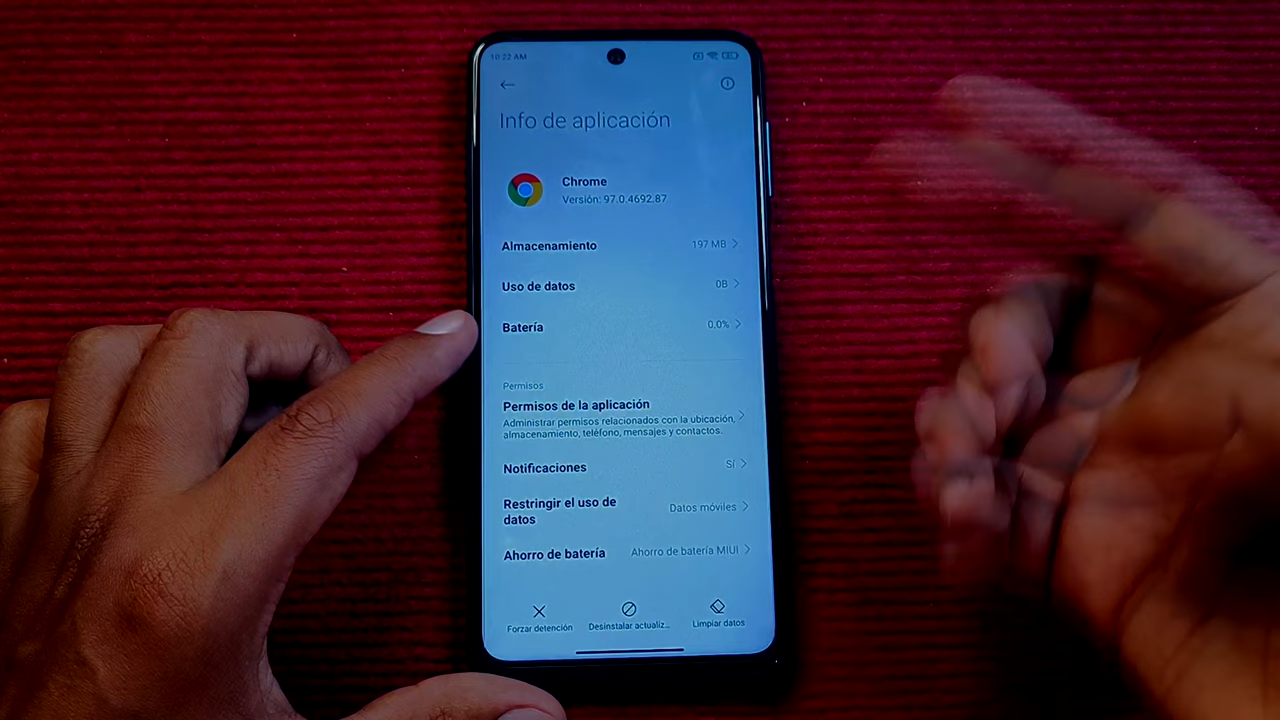 10:22 AM
Info de aplicación
Chrome
Versión: 97.0.4692.87
Almacenamiento 197 MB
Uso de datos 0B
Batería 0,0%
Permisos
Permisos de la aplicación
Administrar permisos relacionados con la ubicación,
almacenamiento, teléfono, mensajes y contactos.
Notificaciones Sí
Restringir el uso de
datos Datos móviles
Ahorro de batería Ahorro de batería MIUI
Forzar detención Desinstalar actualiz... Limpiar datos